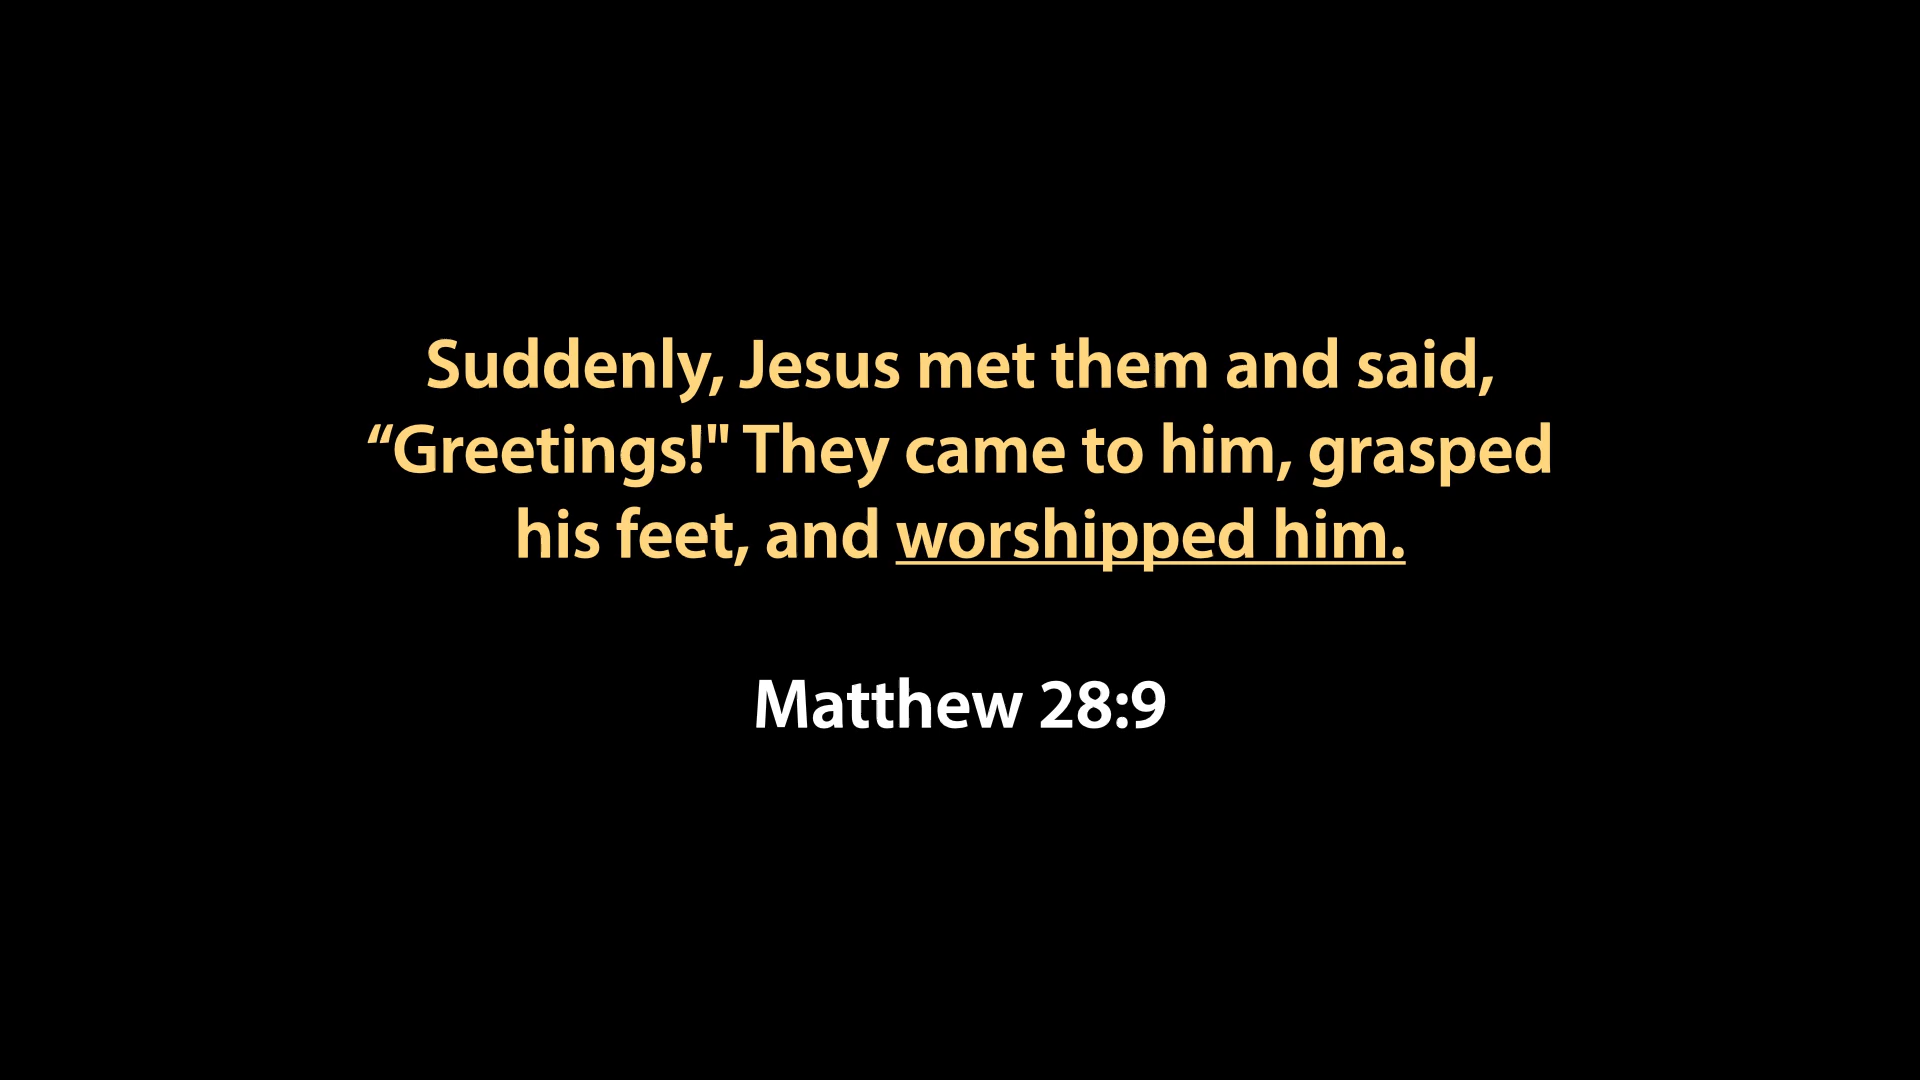 Suddenly, Jesus met them and said,
“Greetings!" They came to him, grasped
his feet, and worshipped him.
Matthew 28:9